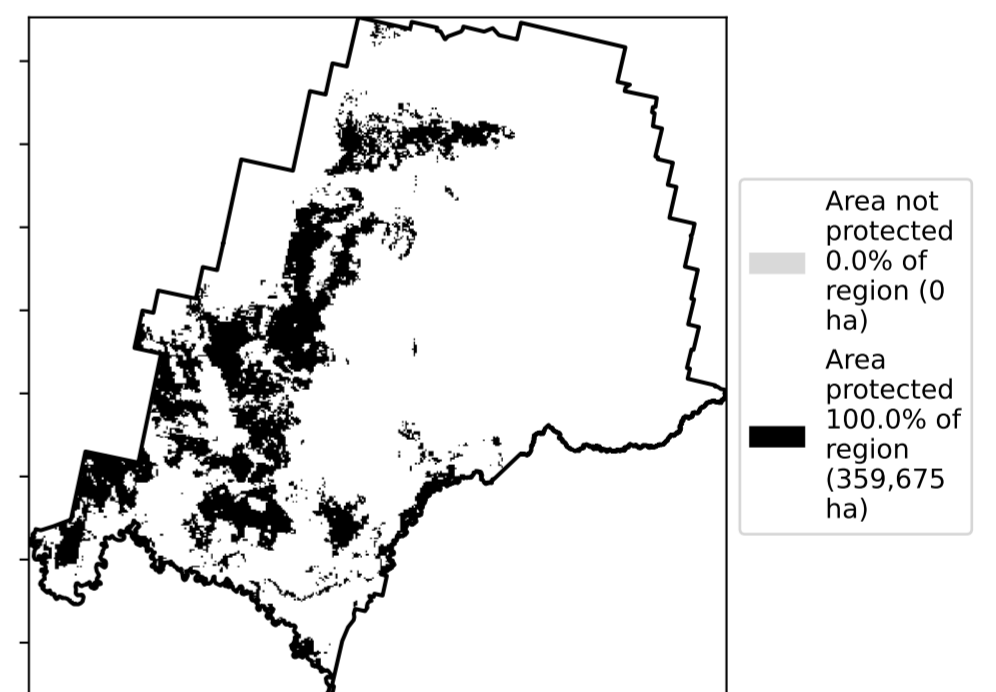 Area not
protected
0.0% of
region (0
ha)
Area
protected
100.0% of
region
(359,675
ha)